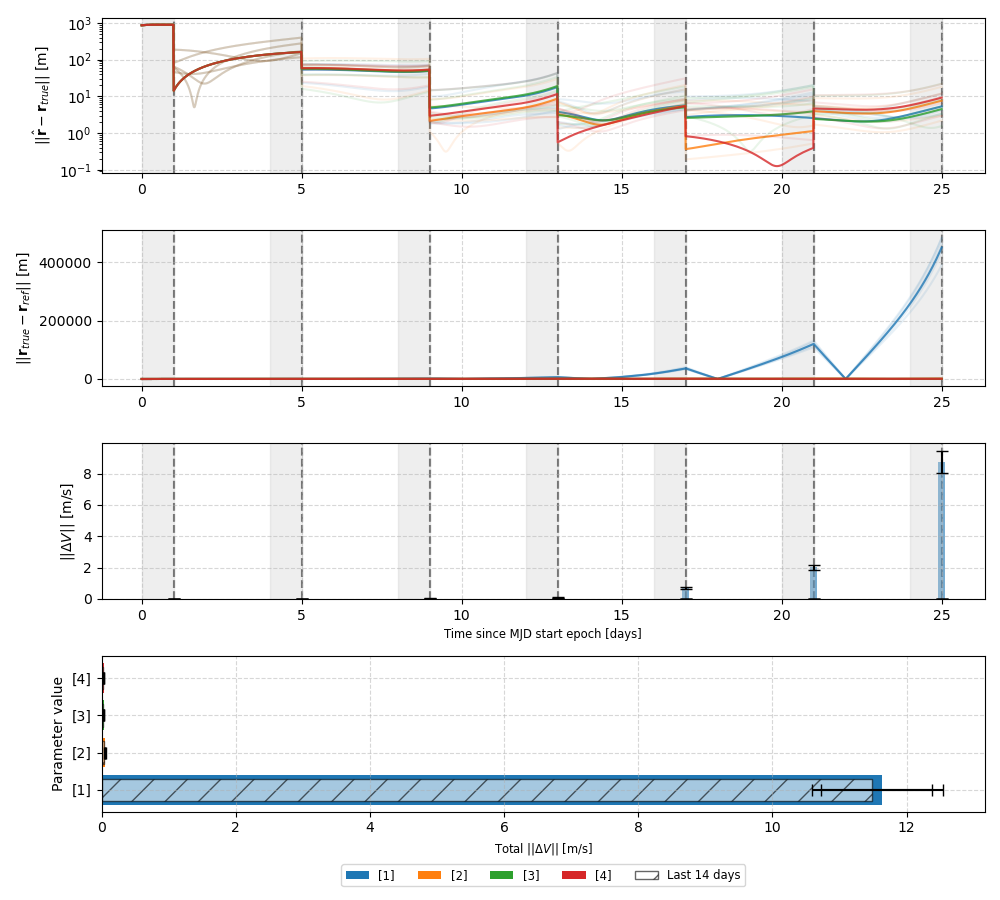 ||r̂ − r_true|| [m]
10³
10²
10¹
10⁰
10⁻¹
0 5 10 15 20 25
||r_true − r_ref|| [m]
400000
200000
0
0 5 10 15 20 25
||ΔV|| [m/s]
8
6
4
2
0
0 5 10 15 20 25
Time since MJD start epoch [days]
Parameter value
[4]
[3]
[2]
[1]
0 2 4 6 8 10 12
Total ||ΔV|| [m/s]
[1] [2] [3] [4] Last 14 days